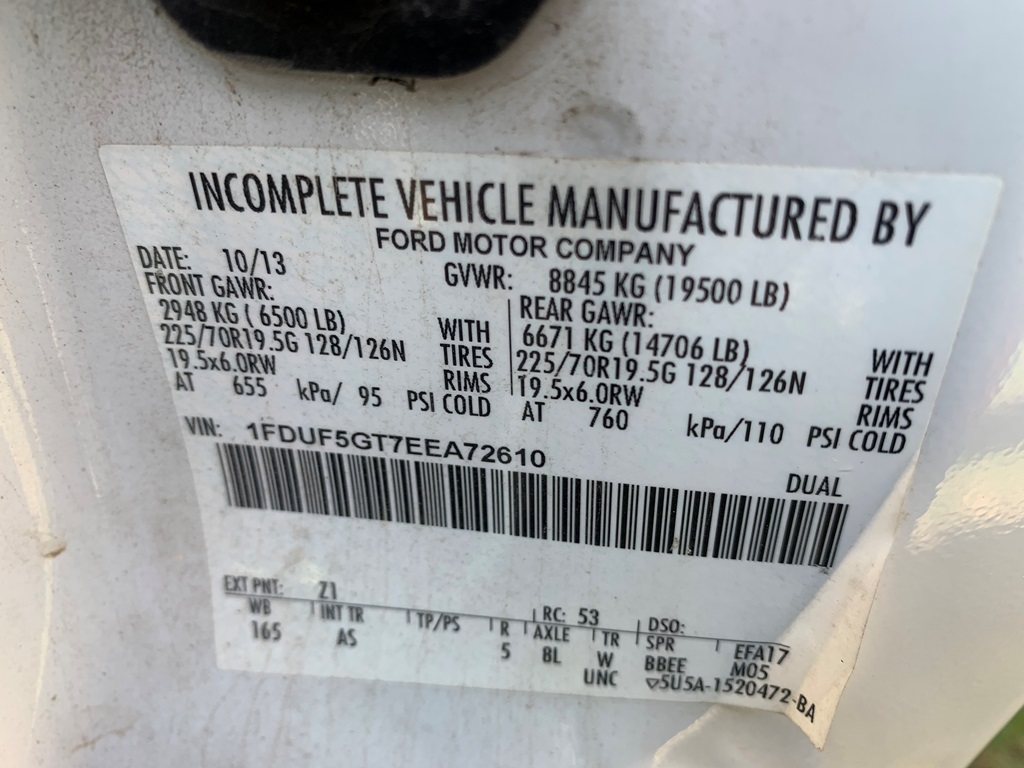 INCOMPLETE VEHICLE MANUFACTURED BY
FORD MOTOR COMPANY
DATE: 10/13 GVWR: 8845 KG (19500 LB)
FRONT GAWR: REAR GAWR:
2948 KG ( 6500 LB) WITH 6671 KG (14706 LB) WITH
225/70R19.5G 128/126N TIRES 225/70R19.5G 128/126N TIRES
19.5x6.0RW RIMS 19.5x6.0RW RIMS
AT 655 kPa/ 95 PSI COLD AT 760 kPa/110 PSI COLD
VIN: 1FDUF5GT7EEA72610
DUAL
EXT PNT: Z1 RC: 53 DSO:
WB INT TR TP/PS R AXLE TR SPR EFA17
165 AS 5 8L W BBEE M05
UNC ▽5U5A-1520472-BA